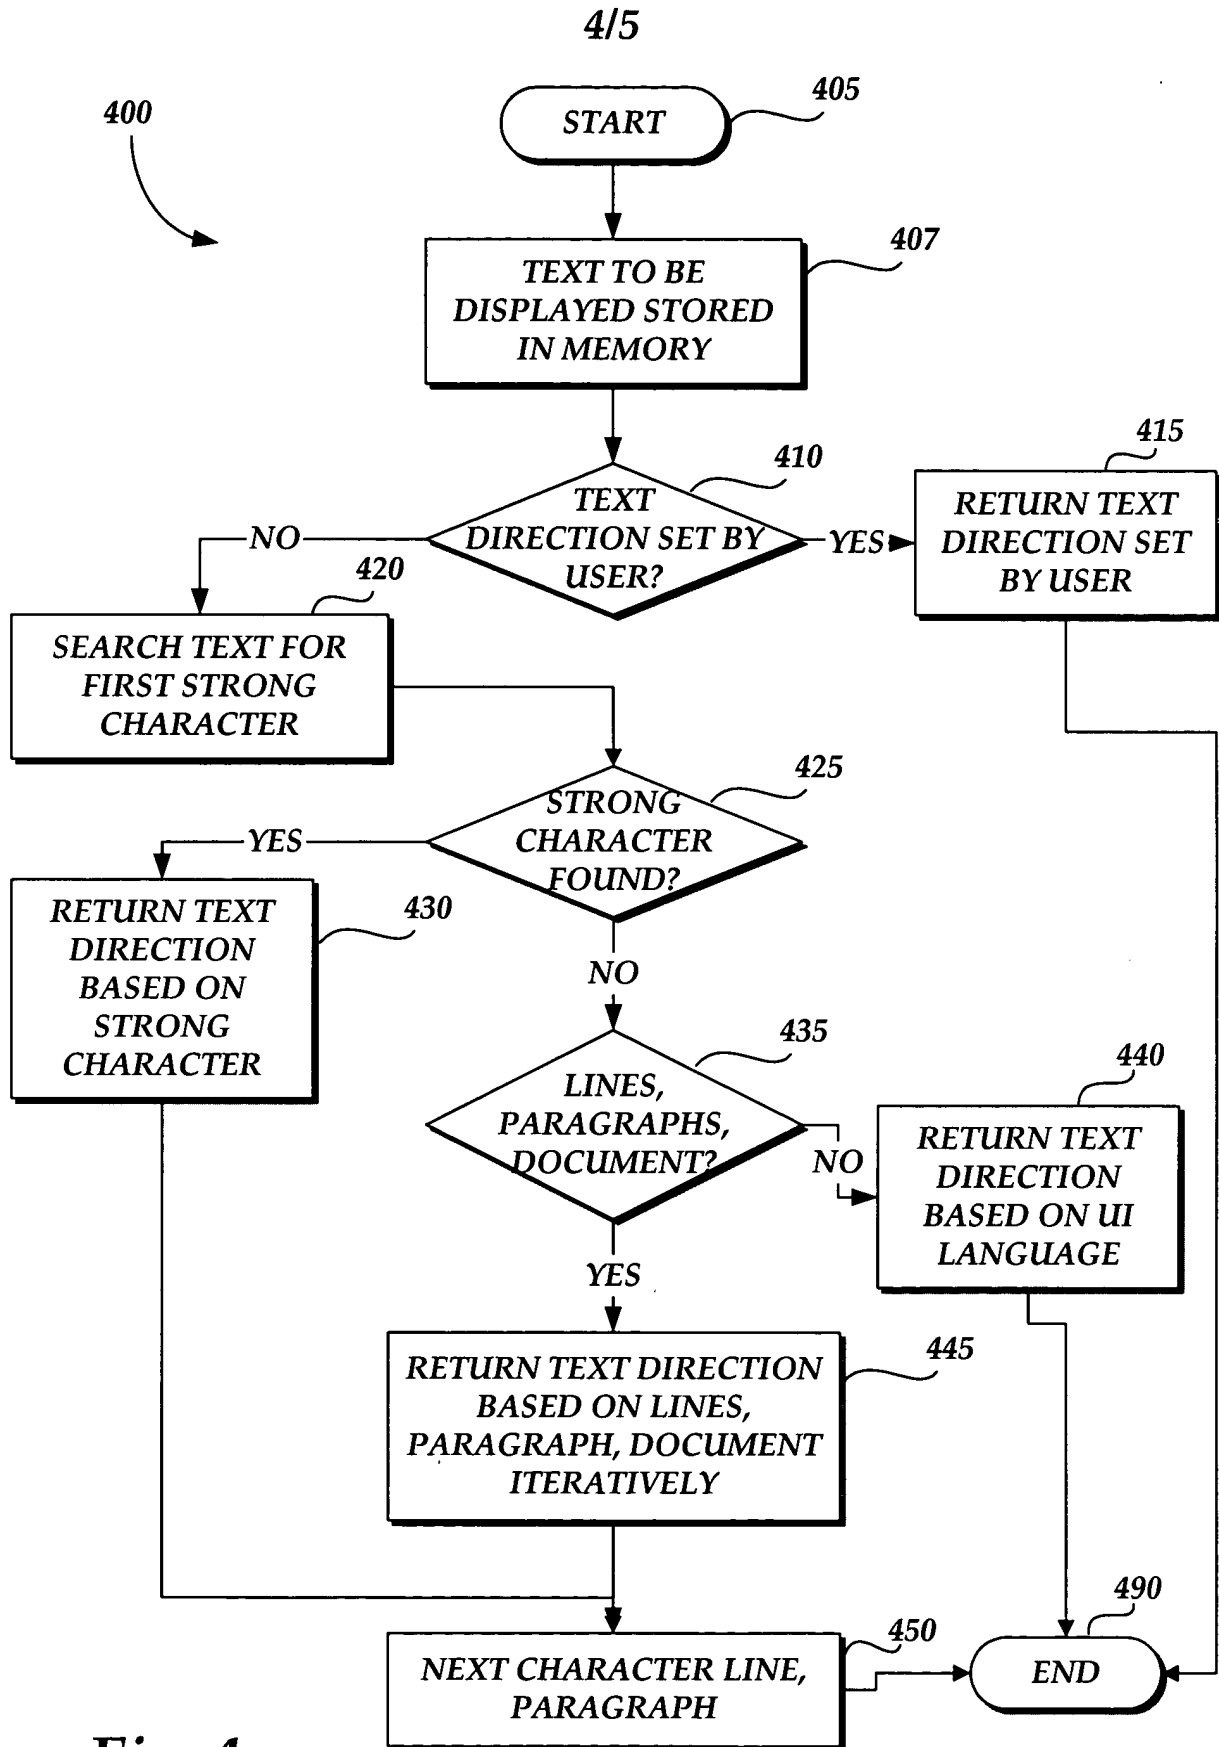 4/5
400
START
405
TEXT TO BE
DISPLAYED STORED
IN MEMORY
407
TEXT
DIRECTION SET BY
USER?
410
NO
YES
RETURN TEXT
DIRECTION SET
BY USER
415
SEARCH TEXT FOR
FIRST STRONG
CHARACTER
420
STRONG
CHARACTER
FOUND?
425
YES
NO
RETURN TEXT
DIRECTION
BASED ON
STRONG
CHARACTER
430
LINES,
PARAGRAPHS,
DOCUMENT?
435
NO
YES
RETURN TEXT
DIRECTION
BASED ON UI
LANGUAGE
440
RETURN TEXT DIRECTION
BASED ON LINES,
PARAGRAPH, DOCUMENT
ITERATIVELY
445
NEXT CHARACTER LINE,
PARAGRAPH
450
END
490